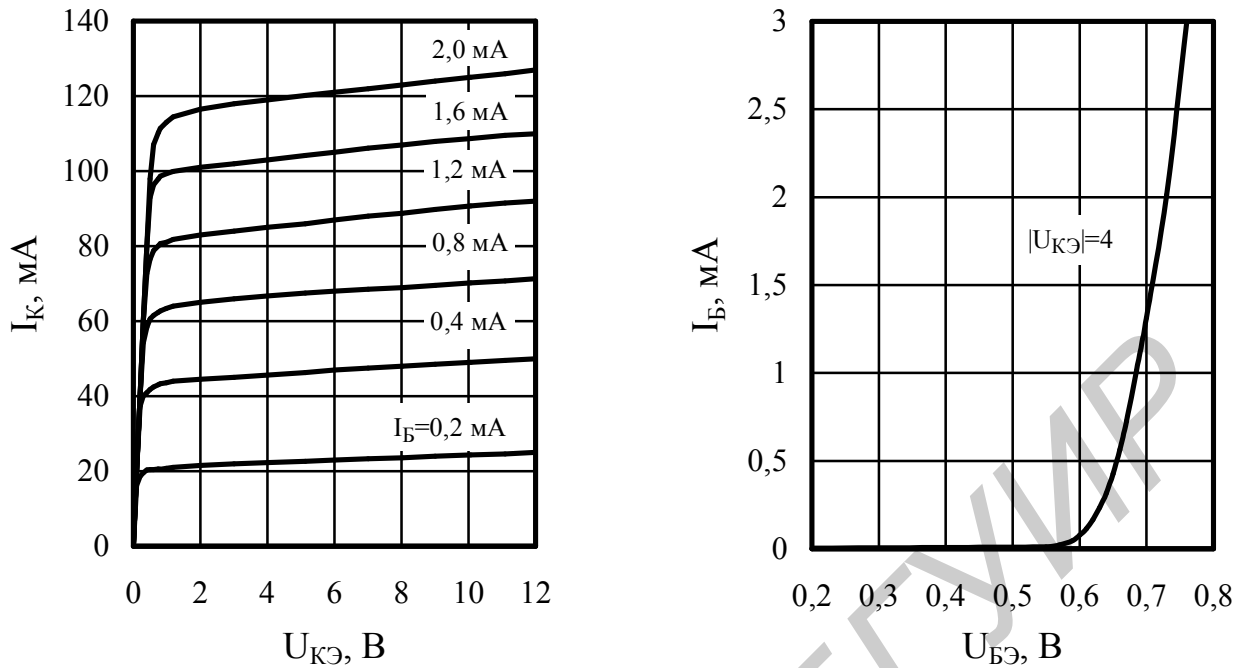 140
120
100
80
60
40
20
0
I_К, мА
2,0 мА
1,6 мА
1,2 мА
0,8 мА
0,4 мА
I_Б=0,2 мА
0 2 4 6 8 10 12
U_КЭ, В
3
2,5
2
1,5
1
0,5
0
I_Б, мА
|U_КЭ|=4
0,2 0,3 0,4 0,5 0,6 0,7 0,8
U_БЭ, В
БГУИР